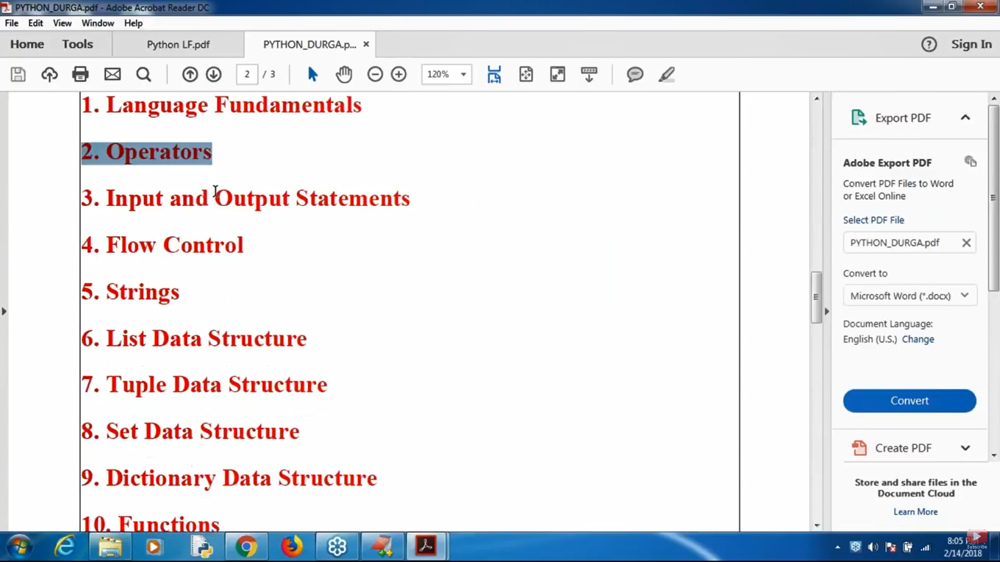 PYTHON_DURGA.pdf - Adobe Acrobat Reader DC
File Edit View Window Help
Home Tools Python LF.pdf PYTHON_DURGA.p... Sign In
2 / 3 120%
1. Language Fundamentals
2. Operators
3. Input and Output Statements
4. Flow Control
5. Strings
6. List Data Structure
7. Tuple Data Structure
8. Set Data Structure
9. Dictionary Data Structure
10. Functions
Export PDF
Adobe Export PDF
Convert PDF Files to Word
or Excel Online
Select PDF File
PYTHON_DURGA.pdf
Convert to
Microsoft Word (*.docx)
Document Language:
English (U.S.) Change
Convert
Create PDF
Store and share files in the
Document Cloud
Learn More
8:05
Subscribe
2/14/2018